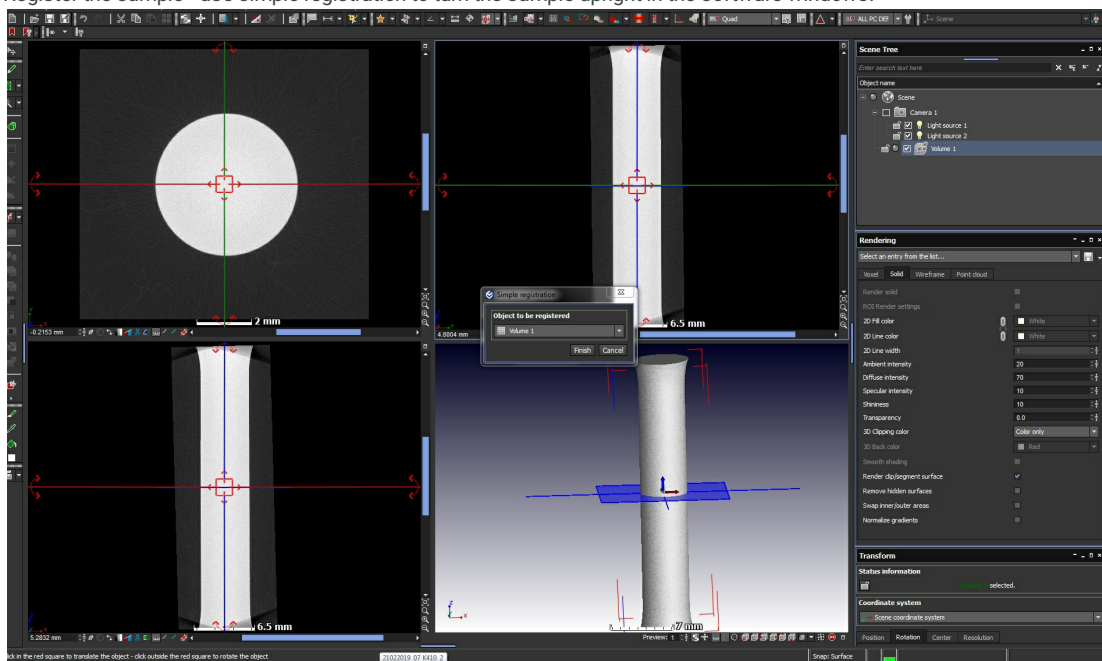 Register the sample - use simple registration to turn the sample upright in the software windows.
Quad
ALL PC DEF
Scene
Scene Tree
Enter search text here
Object name
Scene
Camera 1
Light source 1
Light source 2
Volume 1
-0.2153 mm
2 mm
4.8004 mm
6.5 mm
Simple registration
Object to be registered
Volume 1
Finish
Cancel
Rendering
Select an entry from the list...
Voxel
Solid
Wireframe
Point cloud
Render solid
ROI Render settings
2D Fill color
White
2D Line color
White
2D Line width
1
Ambient intensity
20
Diffuse intensity
70
Specular intensity
10
Shininess
10
Transparency
0.0
3D Clipping color
Color only
3D Back color
Red
Smooth shading
Render clip/segment surface
Remove hidden surfaces
Swap inner/outer areas
Normalize gradients
5.2832 mm
6.5 mm
7 mm
Preview: 1
Transform
Status information
selected.
Coordinate system
Scene coordinate system
Position
Rotation
Center
Resolution
lick in the red square to translate the object - click outside the red square to rotate the object
21022019_07_K410_2
Snap: Surface